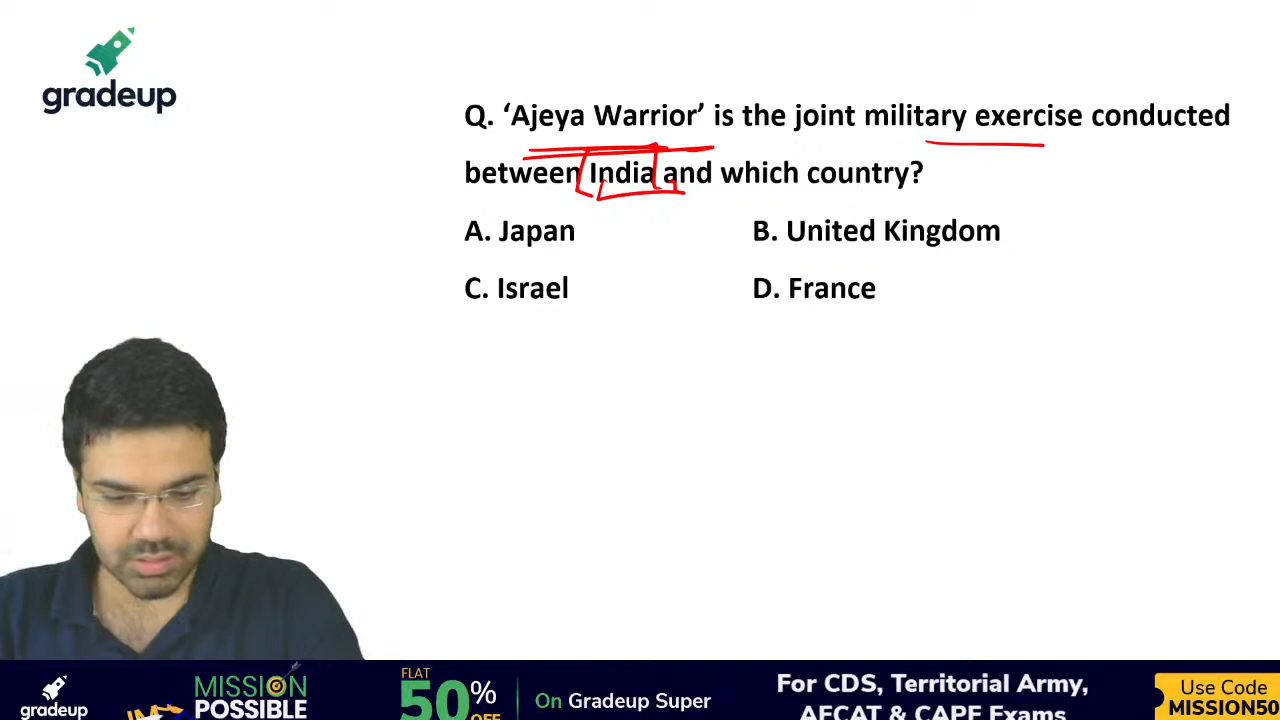 gradeup
Q. ‘Ajeya Warrior’ is the joint military exercise conducted
between India and which country?
A. Japan
B. United Kingdom
C. Israel
D. France
gradeup
MISSION
POSSIBLE
FLAT
50% OFF
On Gradeup Super
For CDS, Territorial Army,
AFCAT & CAPF Exams
Use Code
MISSION50